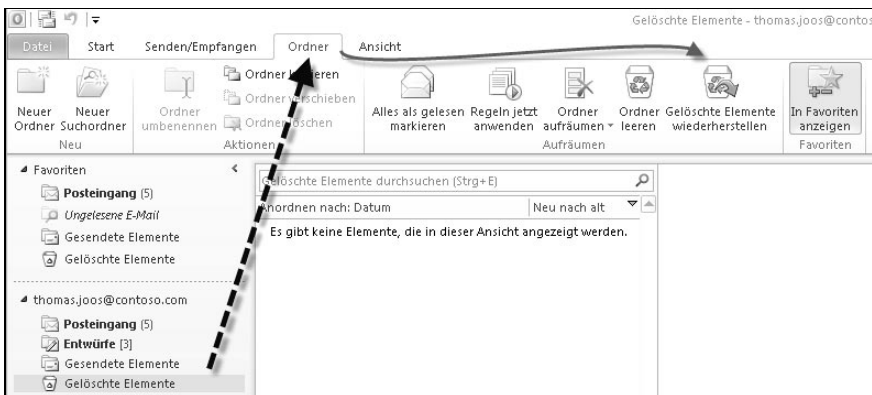 Gelöschte Elemente - thomas.joos@contos
Datei Start Senden/Empfangen Ordner Ansicht
Neuer Ordner
Neuer Suchordner
Neu
Ordner umbenennen
Ordner kopieren
Ordner verschieben
Ordner löschen
Aktionen
Alles als gelesen markieren
Regeln jetzt anwenden
Ordner aufräumen
Ordner leeren
Gelöschte Elemente wiederherstellen
Aufräumen
In Favoriten anzeigen
Favoriten
Favoriten
Posteingang (5)
Ungelesene E-Mail
Gesendete Elemente
Gelöschte Elemente
thomas.joos@contoso.com
Posteingang (5)
Entwürfe [3]
Gesendete Elemente
Gelöschte Elemente
Gelöschte Elemente durchsuchen (Strg+E)
Anordnen nach: Datum Neu nach alt
Es gibt keine Elemente, die in dieser Ansicht angezeigt werden.